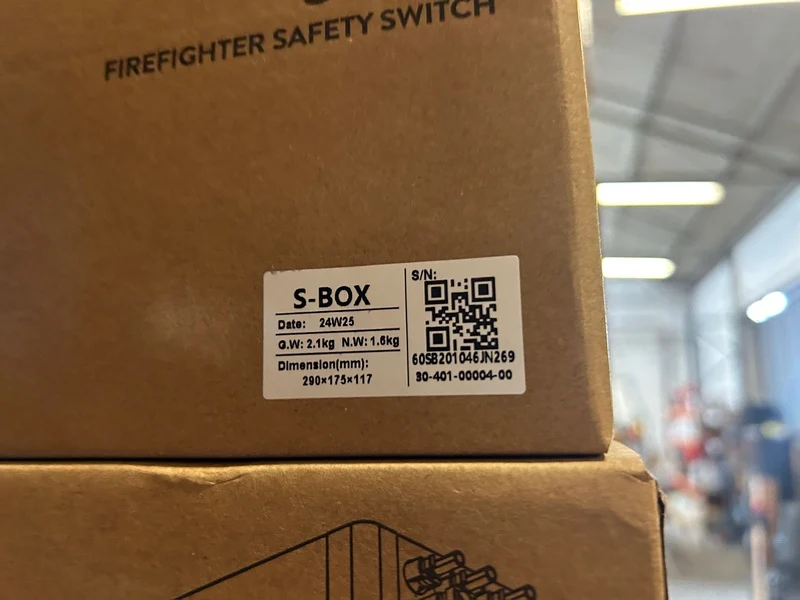 FIREFIGHTER SAFETY SWITCH
S-BOX
Date: 24W25
G.W: 2.1kg N.W: 1.6kg
Dimension(mm):
290×175×117
S/N:
60SB201046JN269
30-401-00004-00